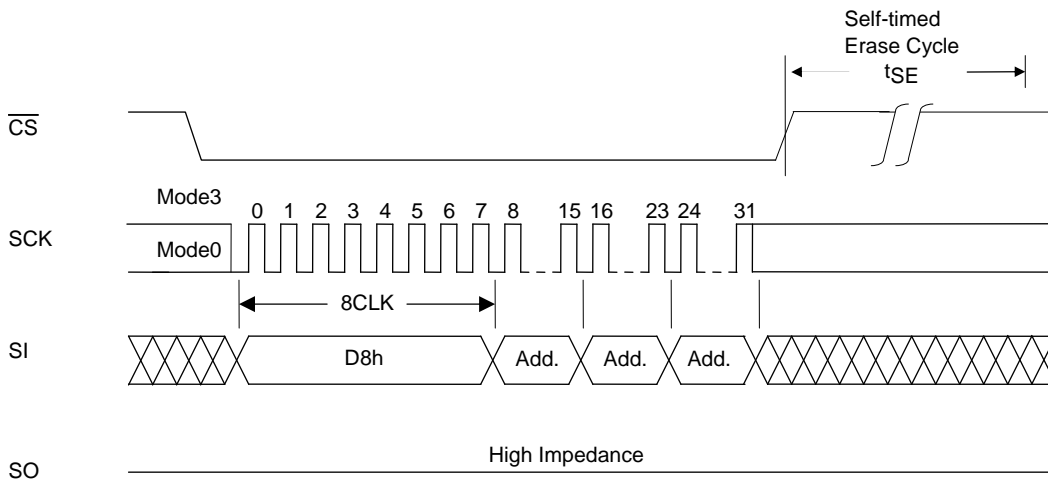 Self-timed
Erase Cycle
tSE
CS
Mode3
0 1 2 3 4 5 6 7 8 15 16 23 24 31
SCK
Mode0
8CLK
SI
D8h Add. Add. Add.
High Impedance
SO